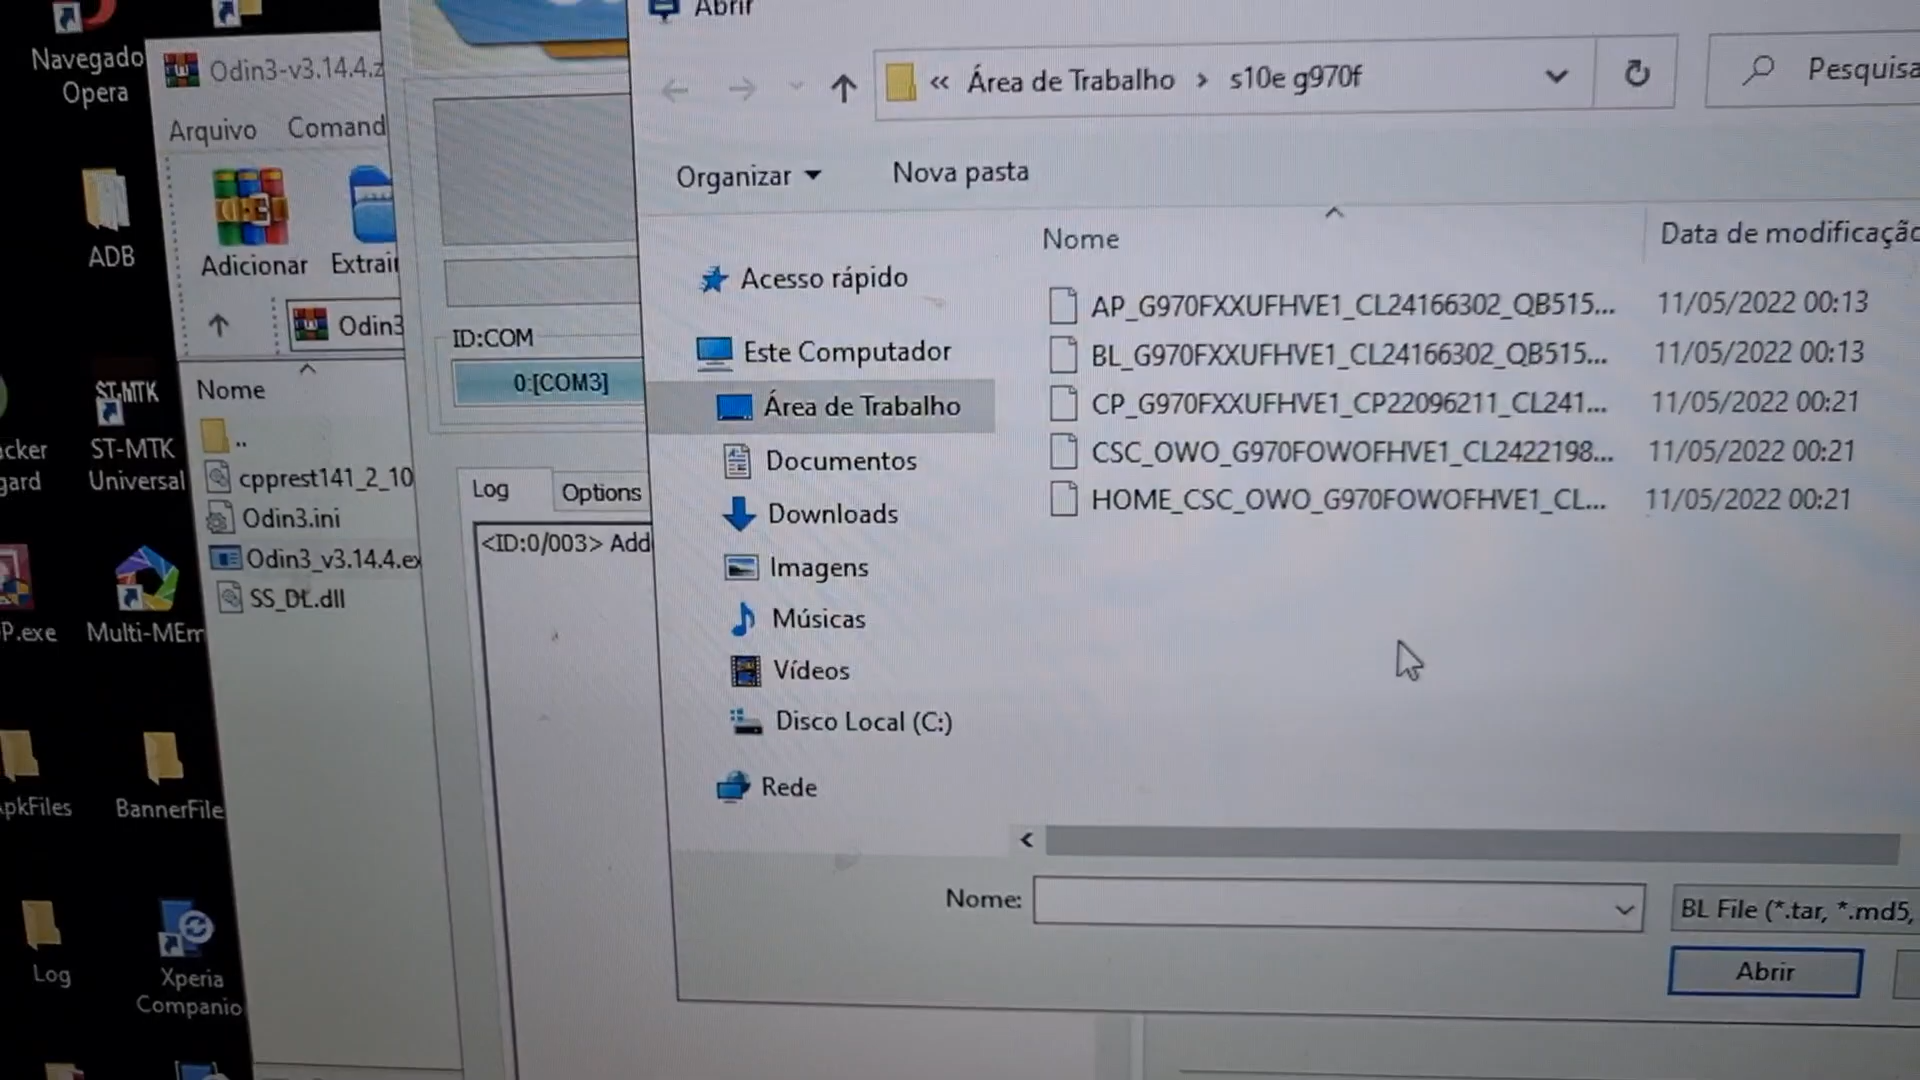 Navegado
Opera
ADB
ST-MTK
ST-MTK
Universal
Multi-MEm
P.exe
BannerFile
Log
Xperia
Companio
Odin3-v3.14.4.z
Arquivo Comand
Adicionar Extrair
Odin3
Nome
..
cpprest141_2_10
Odin3.ini
Odin3_v3.14.4.ex
SS_DL.dll
ID:COM
0:[COM3]
Log Options
<ID:0/003> Add
Abrir
« Área de Trabalho > s10e g970f
Pesquisa
Organizar Nova pasta
Acesso rápido
Este Computador
Área de Trabalho
Documentos
Downloads
Imagens
Músicas
Vídeos
Disco Local (C:)
Rede
Nome Data de modificação
AP_G970FXXUFHVE1_CL24166302_QB515... 11/05/2022 00:13
BL_G970FXXUFHVE1_CL24166302_QB515... 11/05/2022 00:13
CP_G970FXXUFHVE1_CP22096211_CL241... 11/05/2022 00:21
CSC_OWO_G970FOWOFHVE1_CL2422198... 11/05/2022 00:21
HOME_CSC_OWO_G970FOWOFHVE1_CL... 11/05/2022 00:21
Nome:
BL File (*.tar, *.md5,
Abrir